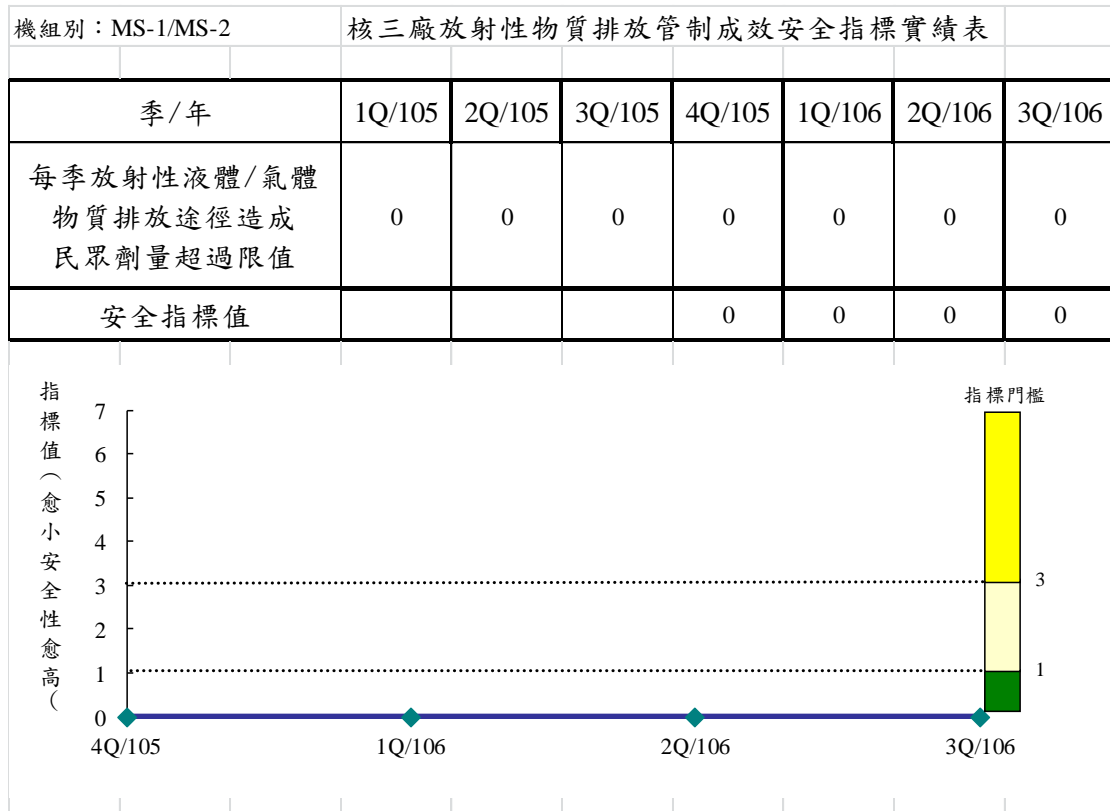 機組別：MS-1/MS-2 核三廠放射性物質排放管制成效安全指標實績表
季/年 1Q/105 2Q/105 3Q/105 4Q/105 1Q/106 2Q/106 3Q/106
每季放射性液體/氣體
物質排放途徑造成
民眾劑量超過限值
0 0 0 0 0 0 0
安全指標值 0 0 0 0
指標值（愈小安全性愈高（
指標門檻
7
6
5
4
3
2
1
0
3
1
4Q/105 1Q/106 2Q/106 3Q/106